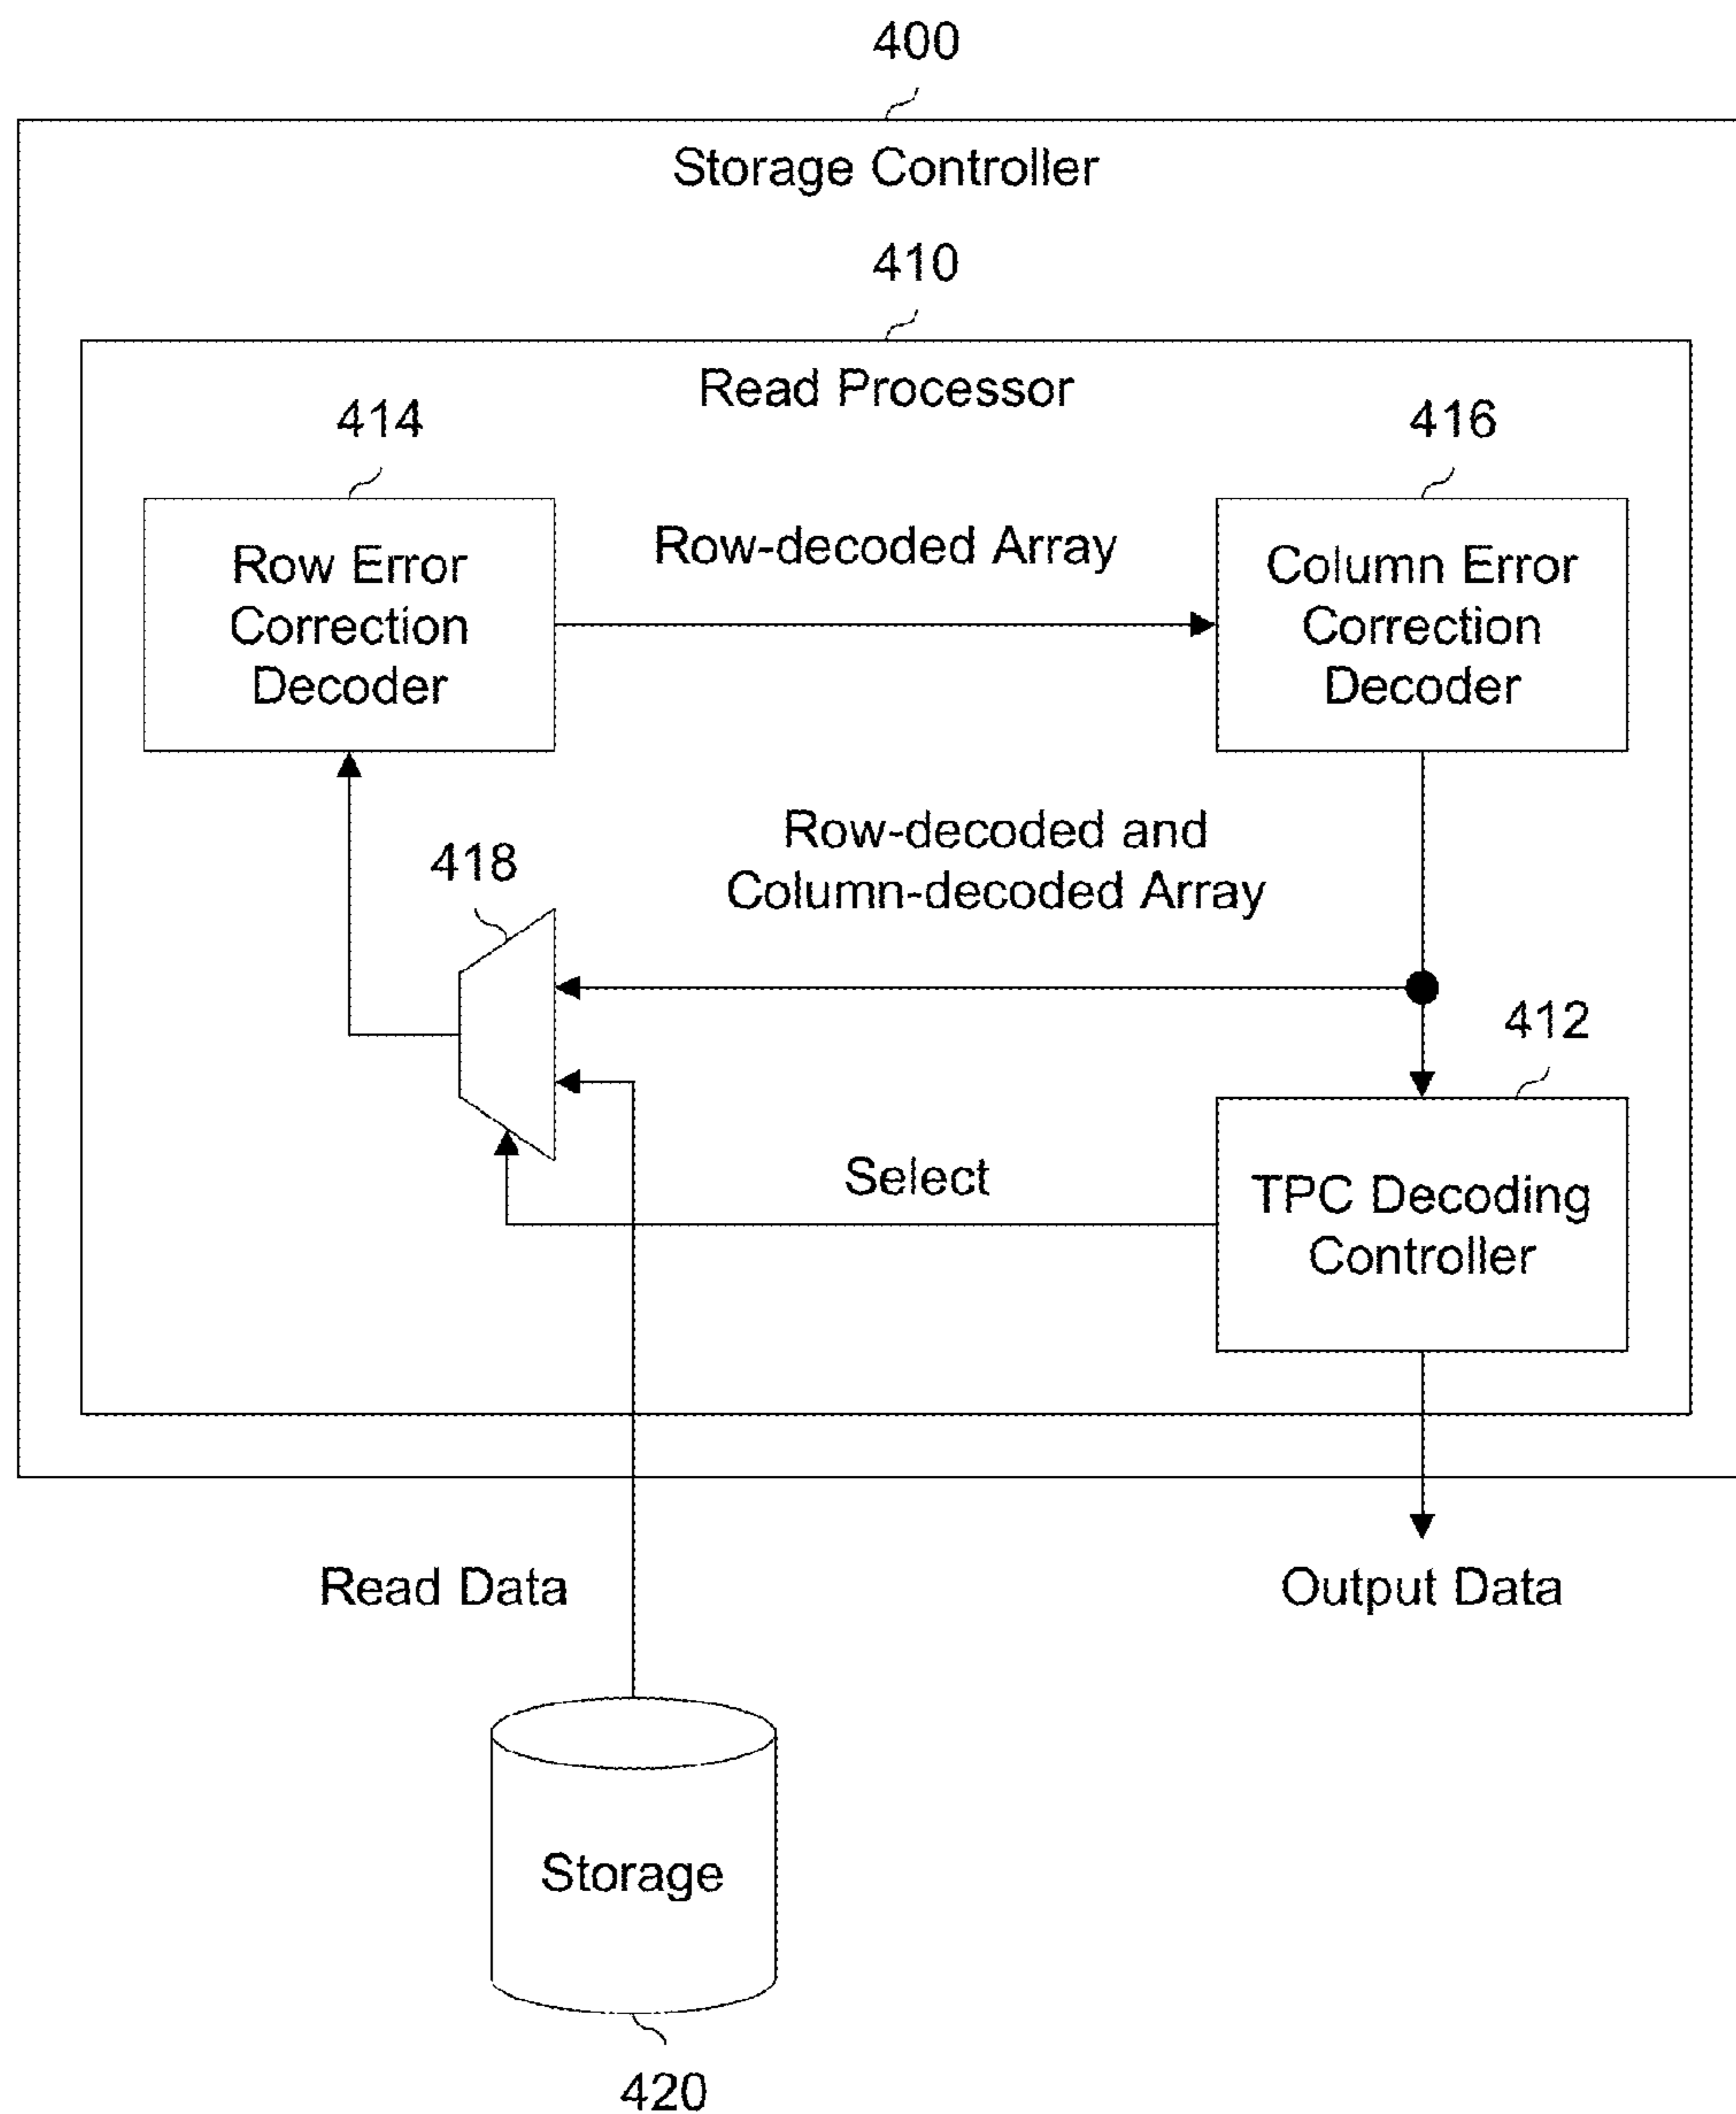 400
Storage Controller
410
Read Processor
414
416
Row Error
Correction
Decoder
Row-decoded Array
Column Error
Correction
Decoder
Row-decoded and
Column-decoded Array
418
412
Select
TPC Decoding
Controller
Read Data
Output Data
Storage
420